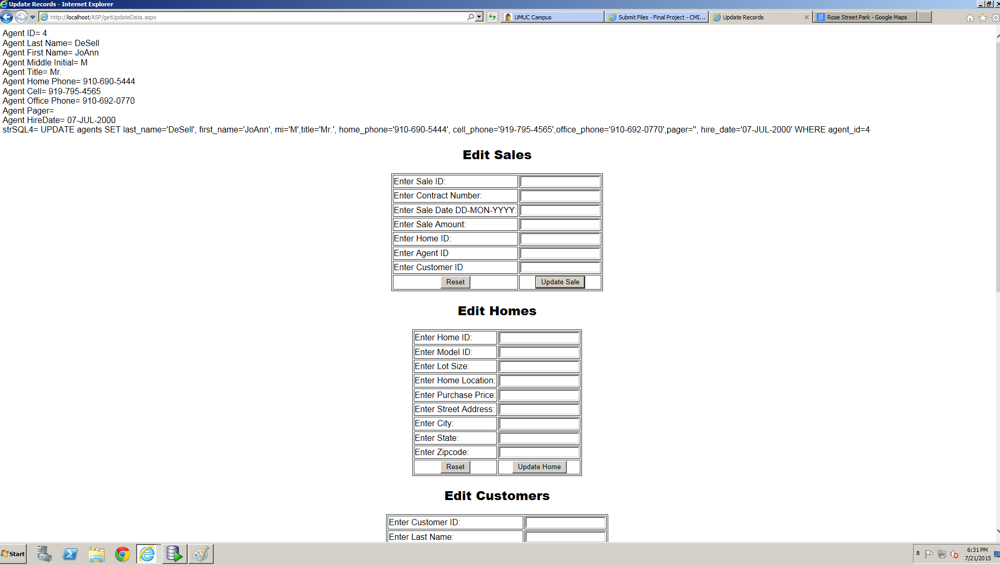 Update Records - Internet Explorer
http://localhost/ASP/getUpdateData.aspx
UMUC Campus
Submit Files - Final Project - CMI...
Update Records
Rose Street Park - Google Maps
Agent ID= 4
Agent Last Name= DeSell
Agent First Name= JoAnn
Agent Middle Initial= M
Agent Title= Mr.
Agent Home Phone= 910-690-5444
Agent Cell= 919-795-4565
Agent Office Phone= 910-692-0770
Agent Pager=
Agent HireDate= 07-JUL-2000
strSQL4= UPDATE agents SET last_name='DeSell', first_name='JoAnn', mi='M',title='Mr.', home_phone='910-690-5444', cell_phone='919-795-4565',office_phone='910-692-0770',pager='', hire_date='07-JUL-2000' WHERE agent_id=4
Edit Sales
Enter Sale ID:
Enter Contract Number:
Enter Sale Date DD-MON-YYYY:
Enter Sale Amount:
Enter Home ID:
Enter Agent ID
Enter Customer ID
Reset Update Sale
Edit Homes
Enter Home ID:
Enter Model ID:
Enter Lot Size:
Enter Home Location:
Enter Purchase Price:
Enter Street Address:
Enter City:
Enter State:
Enter Zipcode:
Reset Update Home
Edit Customers
Enter Customer ID:
Enter Last Name:
Start
6:31 PM
7/21/2015